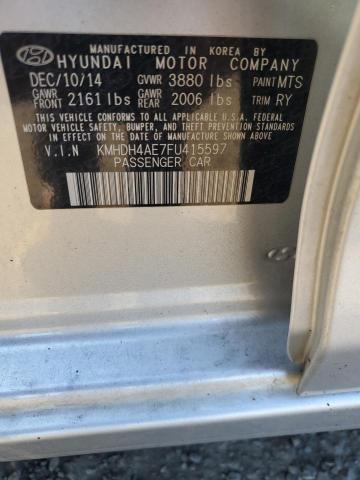 MANUFACTURED IN KOREA BY
HYUNDAI MOTOR COMPANY
DEC/10/14 GVWR 3880 lbs PAINT MTS
GAWR FRONT 2161 lbs GAWR REAR 2006 lbs TRIM RY
THIS VEHICLE CONFORMS TO ALL APPLICABLE U.S.A. FEDERAL
MOTOR VEHICLE SAFETY, BUMPER, AND THEFT PREVENTION
STANDARDS IN EFFECT ON THE DATE OF MANUFACTURE SHOWN ABOVE
V.I.N KMHDH4AE7FU415597
PASSENGER CAR